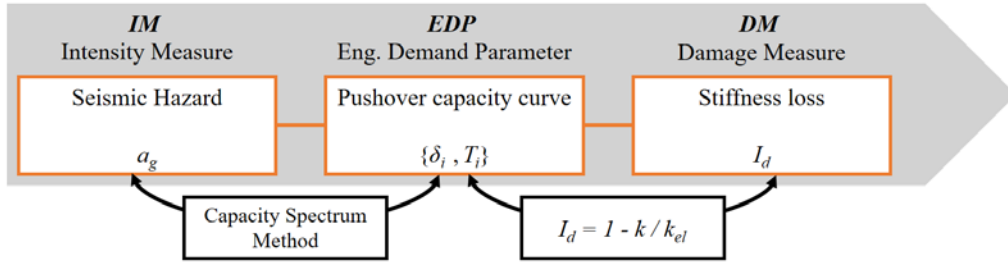 IM
Intensity Measure
EDP
Eng. Demand Parameter
DM
Damage Measure
Seismic Hazard
a_g
Pushover capacity curve
{δ_i , T_i}
Stiffness loss
I_d
Capacity Spectrum
Method
I_d = 1 - k / k_el